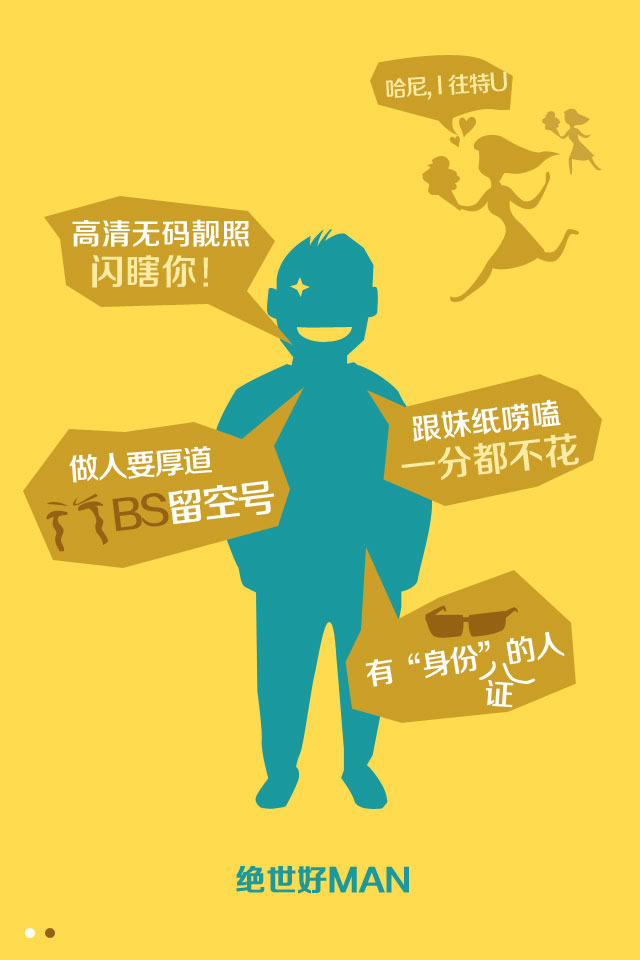 哈尼, I 往特U
高清无码靓照
闪瞎你！
跟妹纸唠嗑
一分都不花
做人要厚道
BS留空号
有“身份”的人
证
绝世好MAN